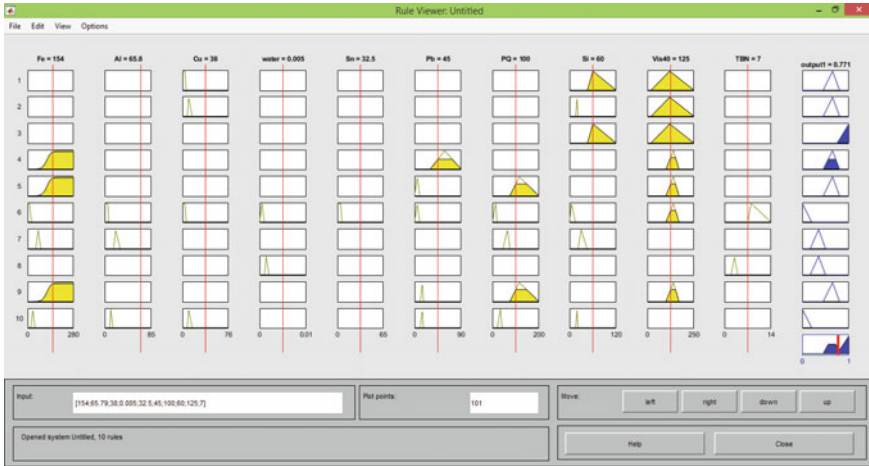 Rule Viewer: Untitled
File Edit View Options
Fe = 154 Al = 65.8 Cu = 38 water = 0.005 Sn = 32.5 Pb = 45 PQ = 100 Si = 60 Vis40 = 125 TBN = 7 output1 = 0.771
1
2
3
4
5
6
7
8
9
10
0 280 0 85 0 76 0 0.01 0 65 0 90 0 200 0 120 0 250 0 14
0 1
Input: [154;65.79;38;0.005;32.5;45;100;60;125;7] Plot points: 101 Move: left right down up
Opened system Untitled, 10 rules Help Close